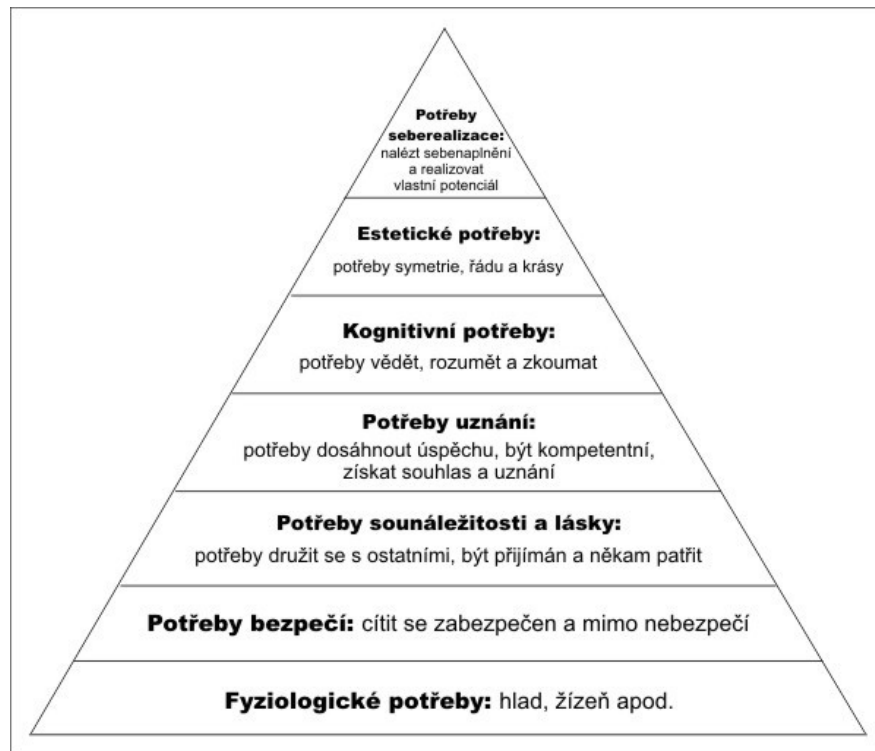 Potřeby
seberealizace:
nalézt sebenaplnění
a realizovat
vlastní potenciál
Estetické potřeby:
potřeby symetrie, řádu a krásy
Kognitivní potřeby:
potřeby vědět, rozumět a zkoumat
Potřeby uznání:
potřeby dosáhnout úspěchu, být kompetentní,
získat souhlas a uznání
Potřeby sounáležitosti a lásky:
potřeby družit se s ostatními, být přijímán a někam patřit
Potřeby bezpečí: cítit se zabezpečen a mimo nebezpečí
Fyziologické potřeby: hlad, žízeň apod.